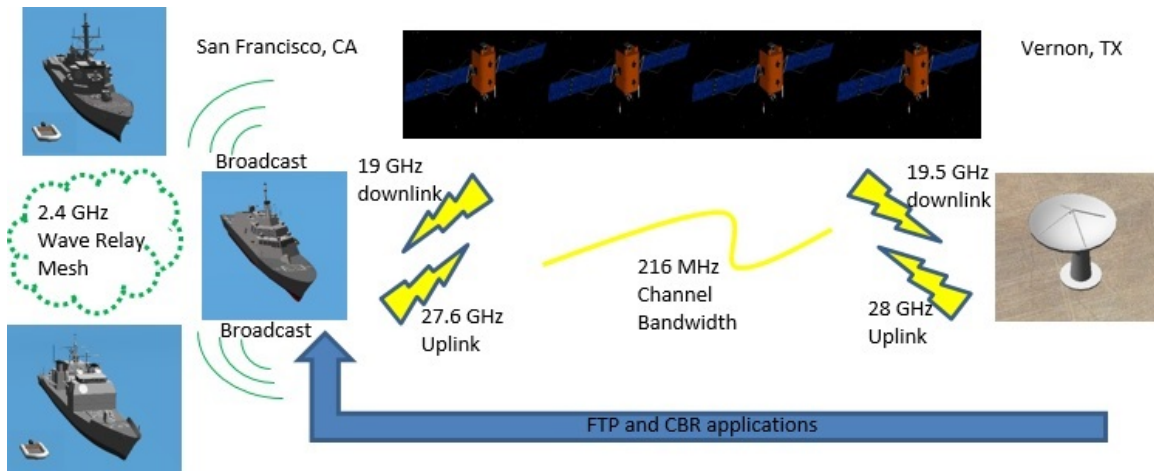 San Francisco, CA
Vernon, TX
Broadcast
19 GHz
downlink
19.5 GHz
downlink
2.4 GHz
Wave Relay
Mesh
216 MHz
Channel
Bandwidth
27.6 GHz
Uplink
28 GHz
Uplink
Broadcast
FTP and CBR applications